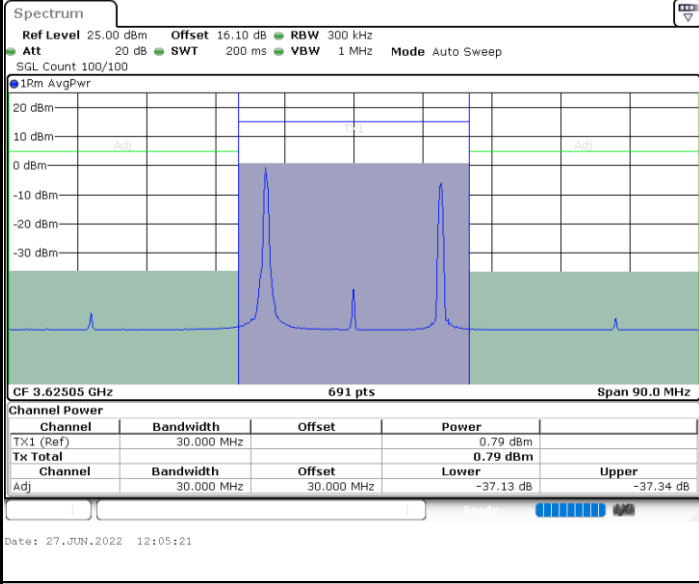 Spectrum
Ref Level 25.00 dBm Offset 16.10 dB RBW 300 kHz
Att 20 dB SWT 200 ms VBW 1 MHz Mode Auto Sweep
SGL Count 100/100
1Rm AvgPwr
20 dBm
TX1
10 dBm
Adj Adj
0 dBm
-10 dBm
-20 dBm
-30 dBm
CF 3.62505 GHz 691 pts Span 90.0 MHz
Channel Power
Channel Bandwidth Offset Power
TX1 (Ref) 30.000 MHz 0.79 dBm
Tx Total 0.79 dBm
Channel Bandwidth Offset Lower Upper
Adj 30.000 MHz 30.000 MHz -37.13 dB -37.34 dB
Ready
Date: 27.JUN.2022 12:05:21